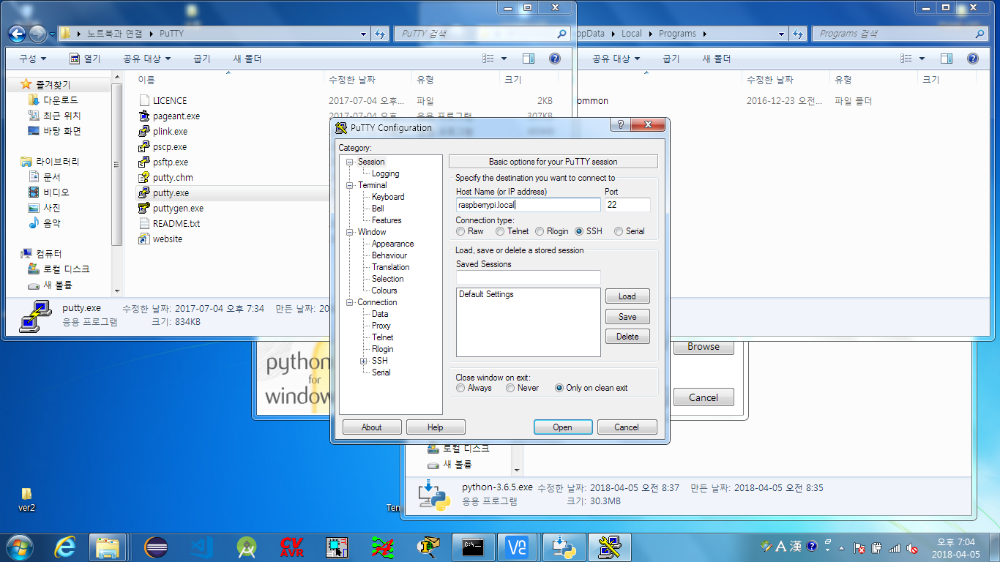 노트북과 연결 ▸ PuTTY
PuTTY 검색
ppData ▸ Local ▸ Programs ▸
Programs 검색
구성
열기
공유 대상
굽기
새 폴더
공유 대상
굽기
새 폴더
즐겨찾기
다운로드
최근 위치
바탕 화면
라이브러리
문서
비디오
사진
음악
컴퓨터
로컬 디스크
새 볼륨
이름
수정한 날짜
유형
크기
LICENCE
2017-07-04 오후...
파일
2KB
pageant.exe
2017-07-04 오후...
응용 프로그램
307KB
plink.exe
pscp.exe
psftp.exe
putty.chm
putty.exe
puttygen.exe
README.txt
website
수정한 날짜
유형
크기
ommon
2016-12-23 오전...
파일 폴더
putty.exe
수정한 날짜: 2017-07-04 오후 7:34
만든 날짜: 20
응용 프로그램
크기: 834KB
PuTTY Configuration
Category:
Session
Logging
Terminal
Keyboard
Bell
Features
Window
Appearance
Behaviour
Translation
Selection
Colours
Connection
Data
Proxy
Telnet
Rlogin
SSH
Serial
Basic options for your PuTTY session
Specify the destination you want to connect to
Host Name (or IP address)
Port
raspberrypi.local
22
Connection type:
Raw
Telnet
Rlogin
SSH
Serial
Load, save or delete a stored session
Saved Sessions
Default Settings
Load
Save
Delete
Close window on exit:
Always
Never
Only on clean exit
About
Help
Open
Cancel
python
for
window
Browse
Cancel
로컬 디스크
새 볼륨
python-3.6.5.exe
수정한 날짜: 2018-04-05 오전 8:37
만든 날짜: 2018-04-05 오전 8:35
응용 프로그램
크기: 30.3MB
ver2
Ten
CV
AVR
C:\
V2
A 漢
오후 7:04
2018-04-05